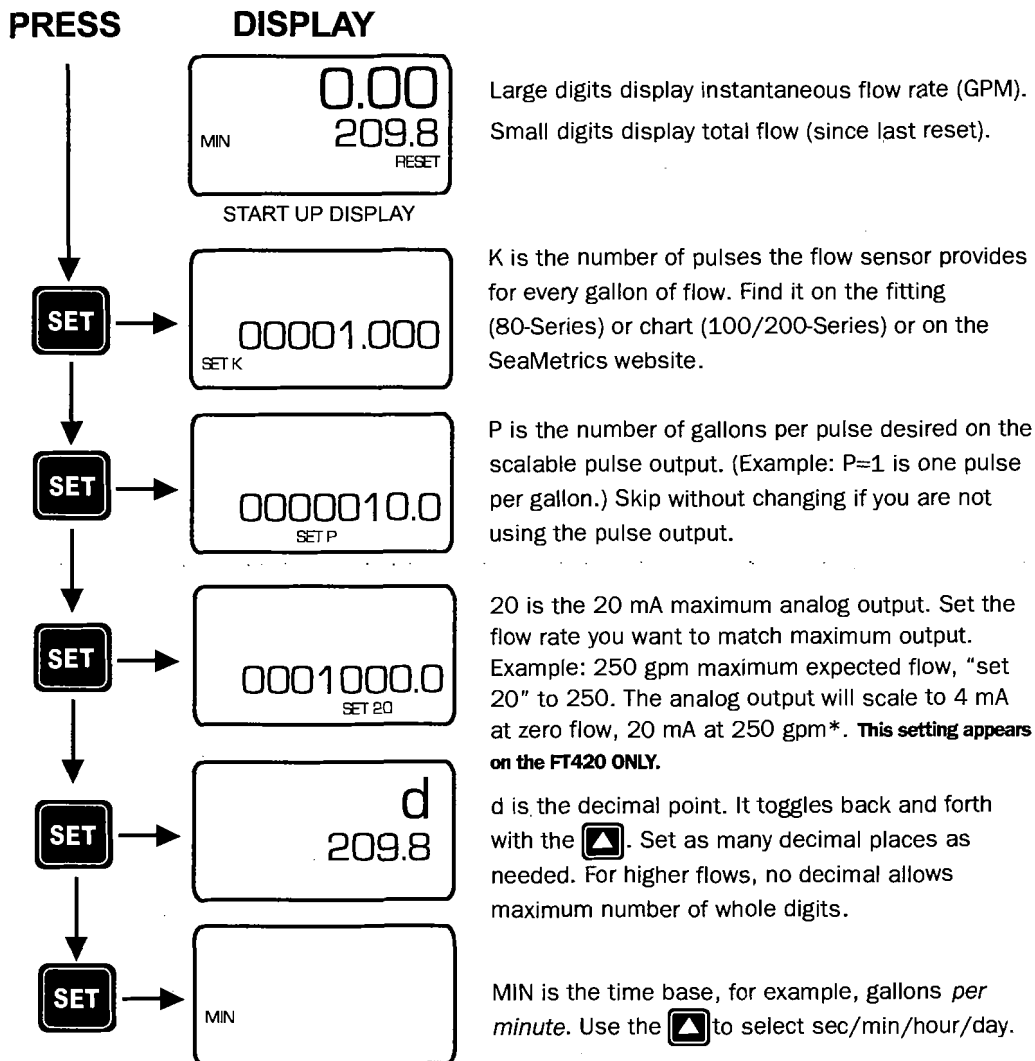 PRESS
DISPLAY
0.00
MIN 209.8
RESET
START UP DISPLAY
Large digits display instantaneous flow rate (GPM).
Small digits display total flow (since last reset).
SET
00001.000
SET K
K is the number of pulses the flow sensor provides
for every gallon of flow. Find it on the fitting
(80-Series) or chart (100/200-Series) or on the
SeaMetrics website.
SET
0000010.0
SET P
P is the number of gallons per pulse desired on the
scalable pulse output. (Example: P=1 is one pulse
per gallon.) Skip without changing if you are not
using the pulse output.
SET
0001000.0
SET 20
20 is the 20 mA maximum analog output. Set the
flow rate you want to match maximum output.
Example: 250 gpm maximum expected flow, "set
20" to 250. The analog output will scale to 4 mA
at zero flow, 20 mA at 250 gpm*. This setting appears
on the FT420 ONLY.
SET
d
209.8
d is the decimal point. It toggles back and forth
with the ▲. Set as many decimal places as
needed. For higher flows, no decimal allows
maximum number of whole digits.
SET
MIN
MIN is the time base, for example, gallons per
minute. Use the ▲ to select sec/min/hour/day.